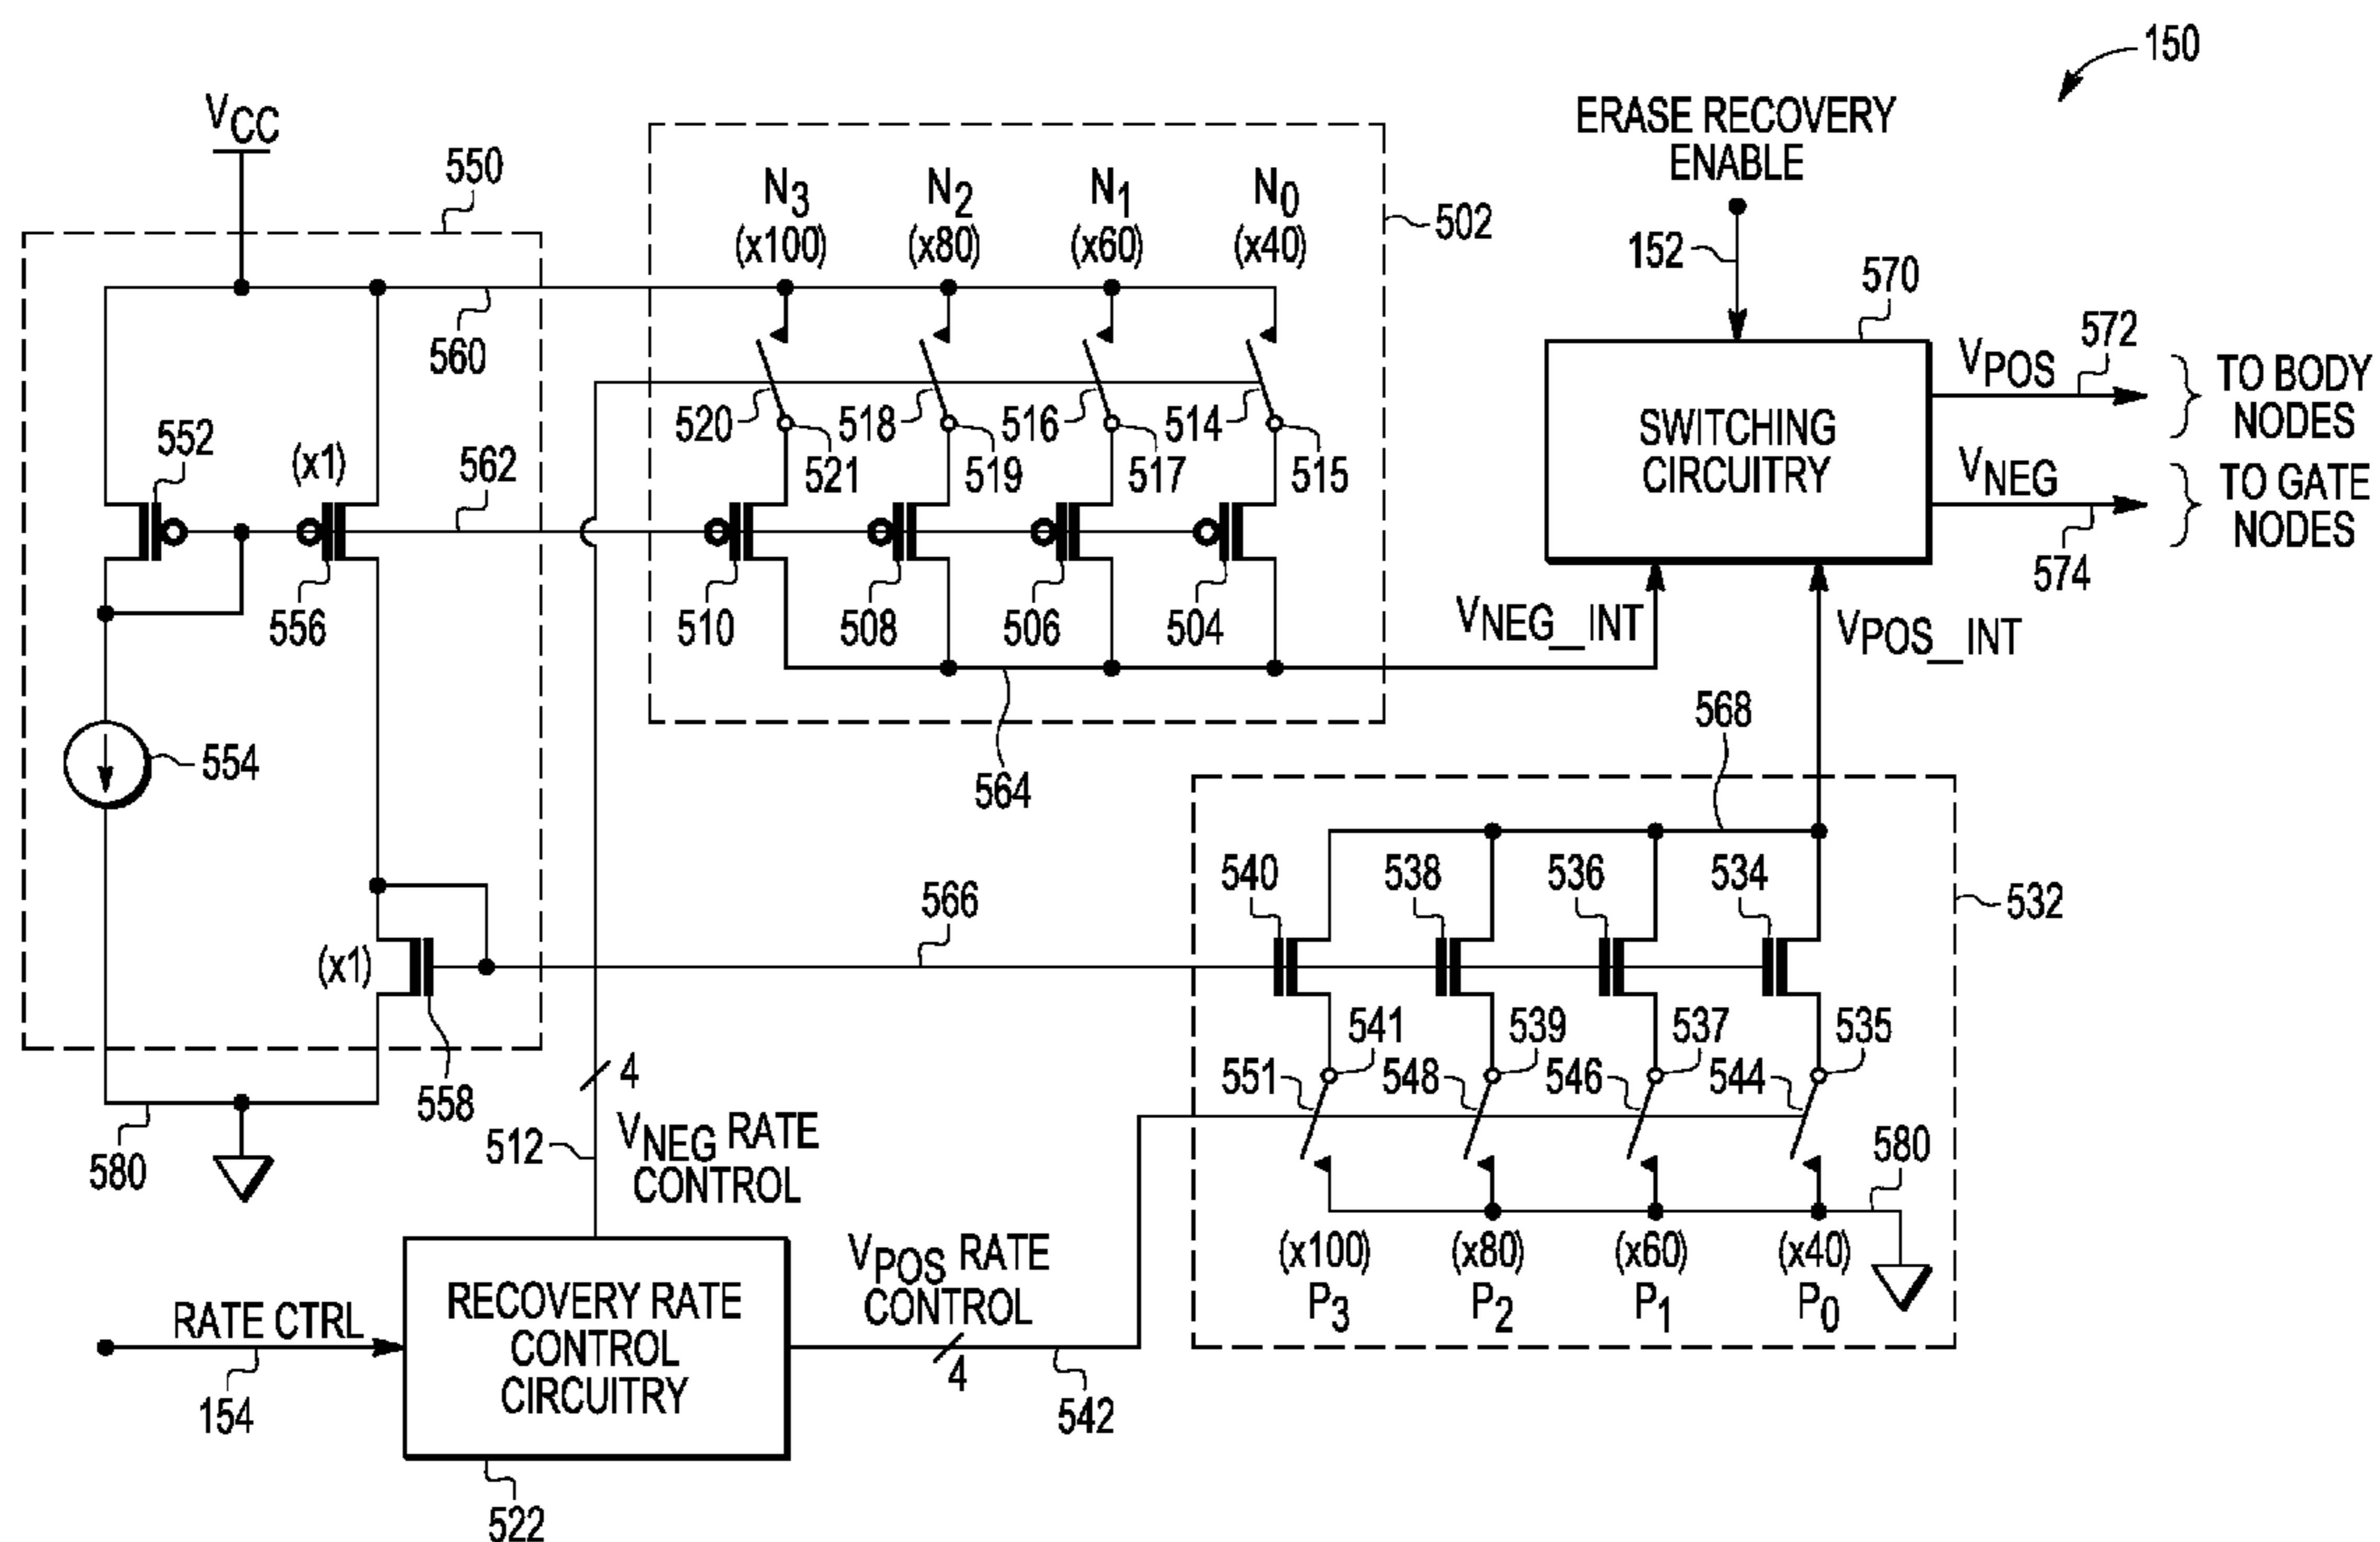 150
VCC
550
ERASE RECOVERY
ENABLE
N3
(x100)
N2
(x80)
N1
(x60)
N0
(x40)
502
152
570
560
VPOS
572
TO BODY
NODES
SWITCHING
CIRCUITRY
VNEG
574
TO GATE
NODES
552
(x1)
556
562
520
521
518
519
516
517
514
515
510
508
506
504
VNEG_INT
VPOS_INT
554
564
568
540
538
536
534
532
566
(x1)
558
541
539
537
535
551
548
546
544
580
4
VNEG RATE
CONTROL
512
580
(x100)
P3
(x80)
P2
(x60)
P1
(x40)
P0
RATE CTRL
154
RECOVERY RATE
CONTROL
CIRCUITRY
522
VPOS RATE
CONTROL
4
542